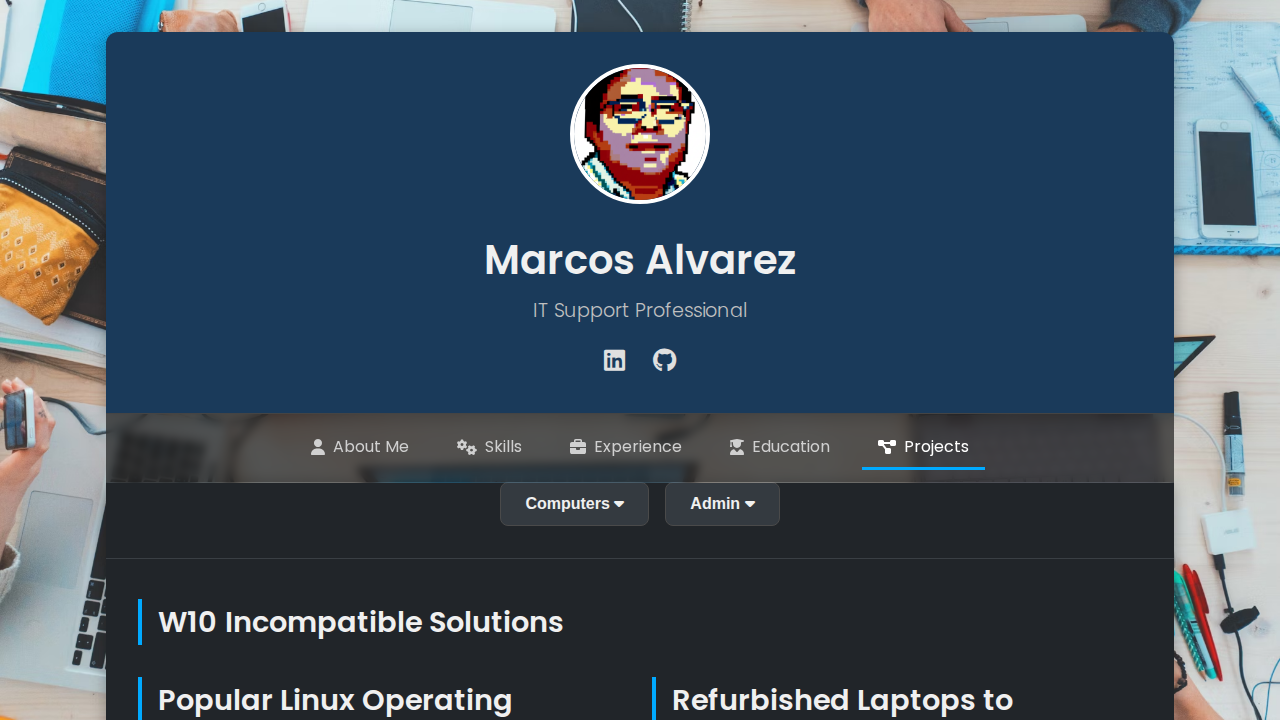 Marcos Alvarez
IT Support Professional
About Me
Skills
Experience
Education
Projects
Computers
Admin
W10 Incompatible Solutions
Popular Linux Operating
Refurbished Laptops to